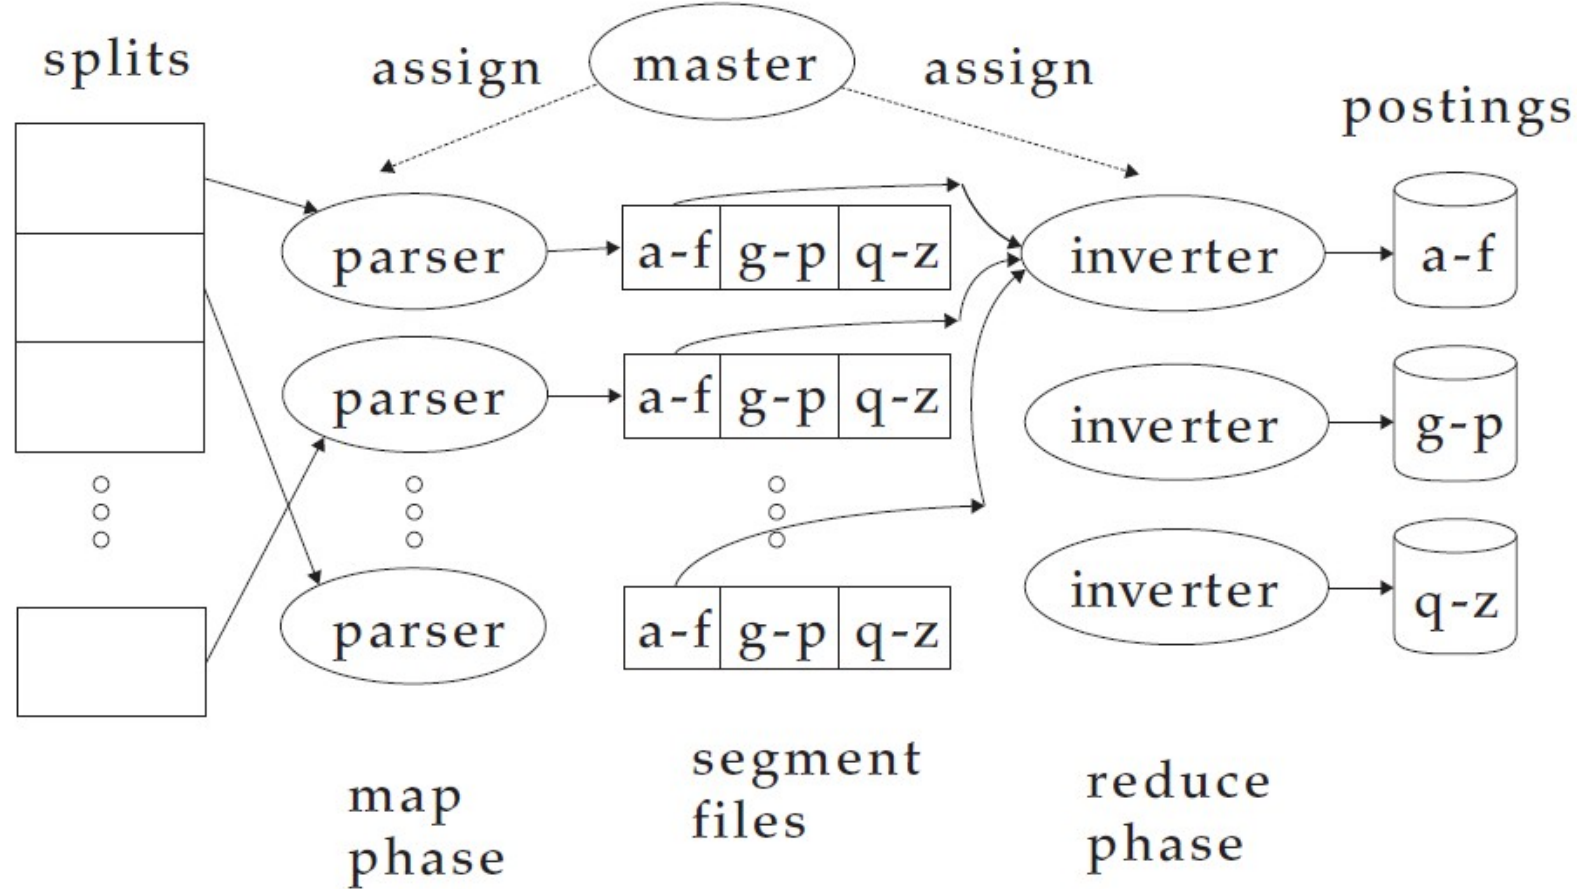 splits
assign
master
assign
postings
parser
a-f g-p q-z
inverter
a-f
parser
a-f g-p q-z
inverter
g-p
parser
a-f g-p q-z
inverter
q-z
map
phase
segment
files
reduce
phase